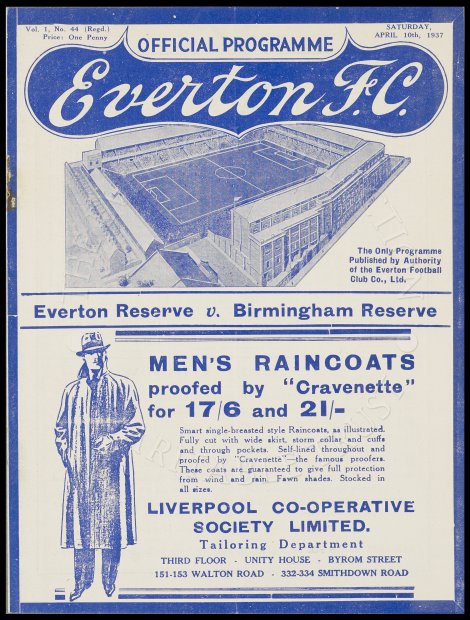 Vol. 1, No. 44 (Regd.)
Price: One Penny
SATURDAY,
APRIL 10th, 1937
OFFICIAL PROGRAMME
Everton F.C.
The Only Programme
Published by Authority
of the Everton Football
Club Co., Ltd.
Everton Reserve v. Birmingham Reserve
MEN'S RAINCOATS
proofed by "Cravenette"
for 17/6 and 21/-
Smart single-breasted style Raincoats, as illustrated.
Fully cut with wide skirt, storm collar and cuffs
and through pockets. Self-lined throughout and
proofed by "Cravenette"—the famous proofers.
These coats are guaranteed to give full protection
from wind and rain. Fawn shades. Stocked in
all sizes.
LIVERPOOL CO-OPERATIVE
SOCIETY LIMITED.
Tailoring Department
THIRD FLOOR - UNITY HOUSE - BYROM STREET
151-153 WALTON ROAD - 332-334 SMITHDOWN ROAD